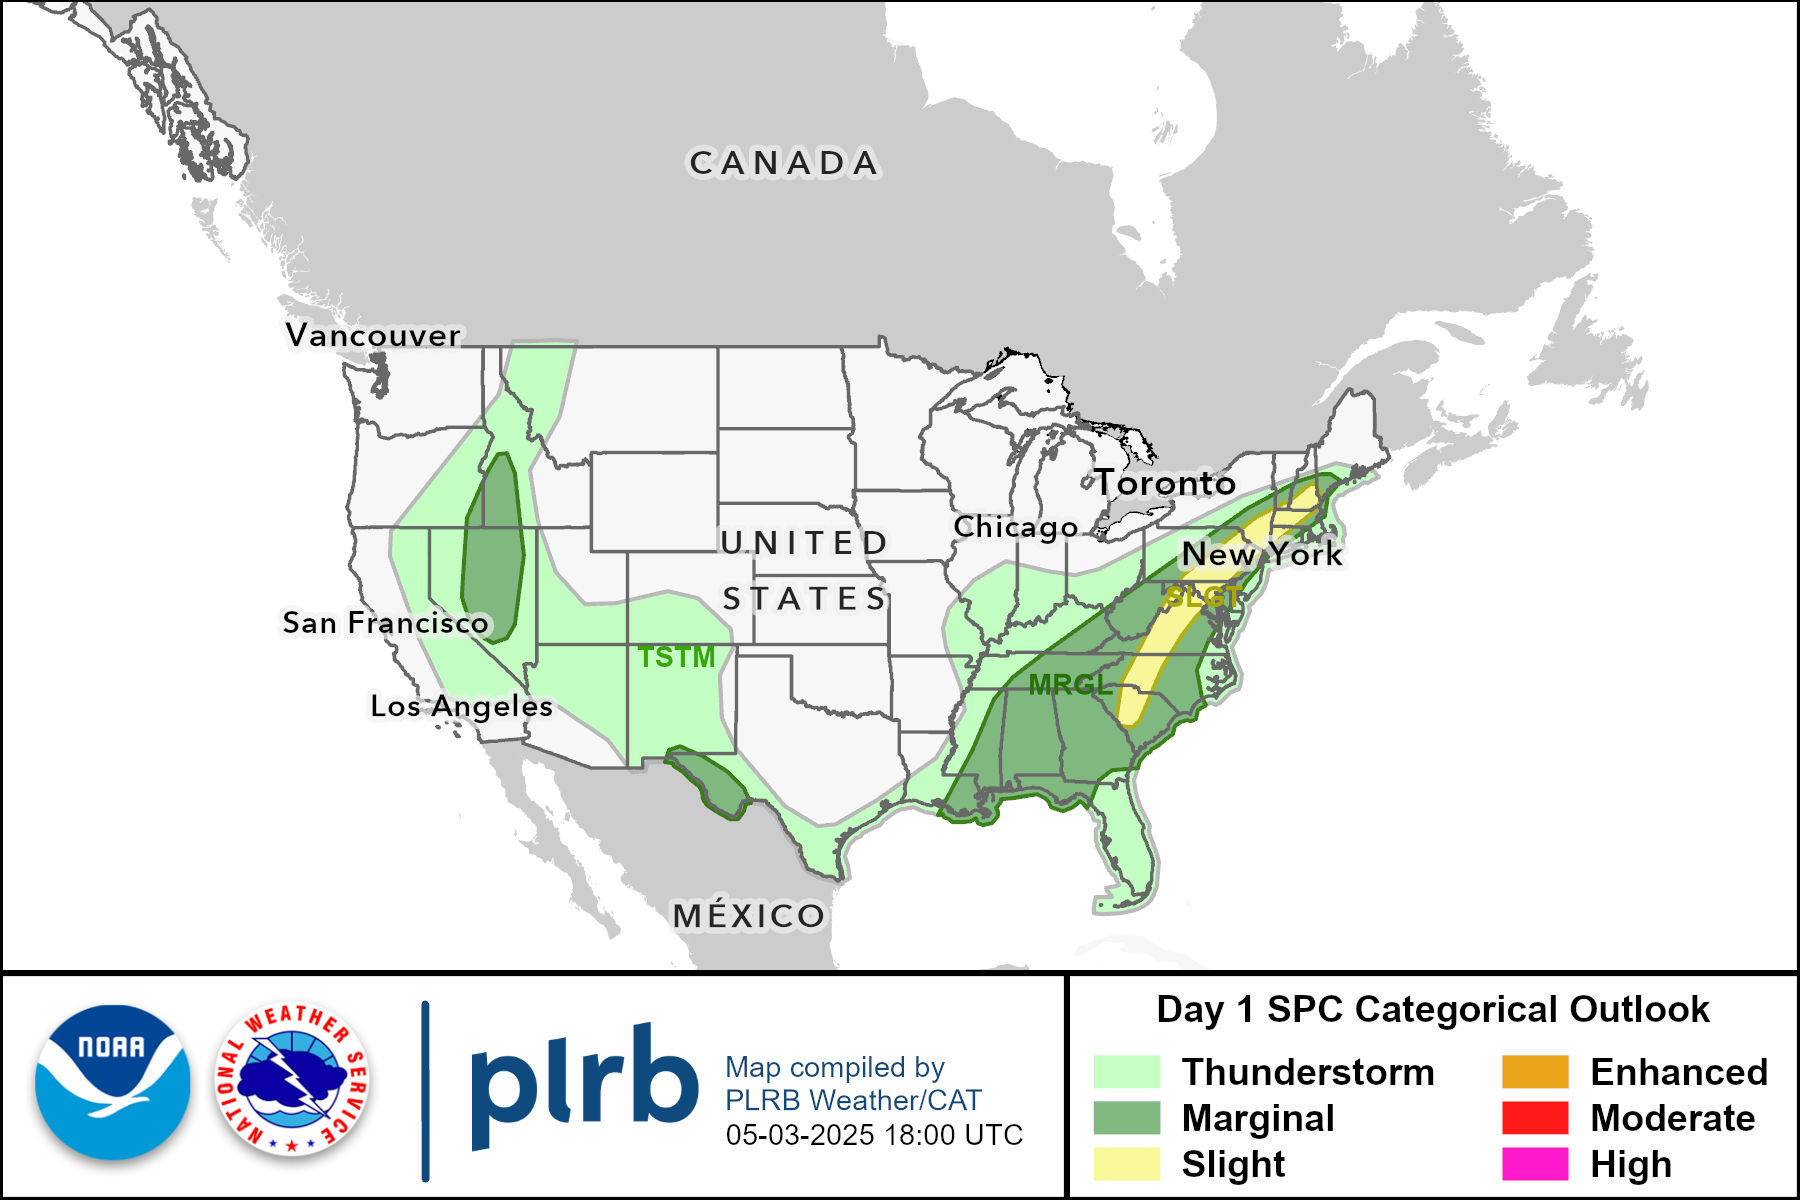 CANADA
Vancouver
Toronto
Chicago
UNITED
New York
STATES
SLGT
San Francisco
TSTM
MRGL
Los Angeles
MÉXICO
NOAA
NATIONAL WEATHER SERVICE
plrb
Map compiled by
PLRB Weather/CAT
05-03-2025 18:00 UTC
Day 1 SPC Categorical Outlook
Thunderstorm
Marginal
Slight
Enhanced
Moderate
High